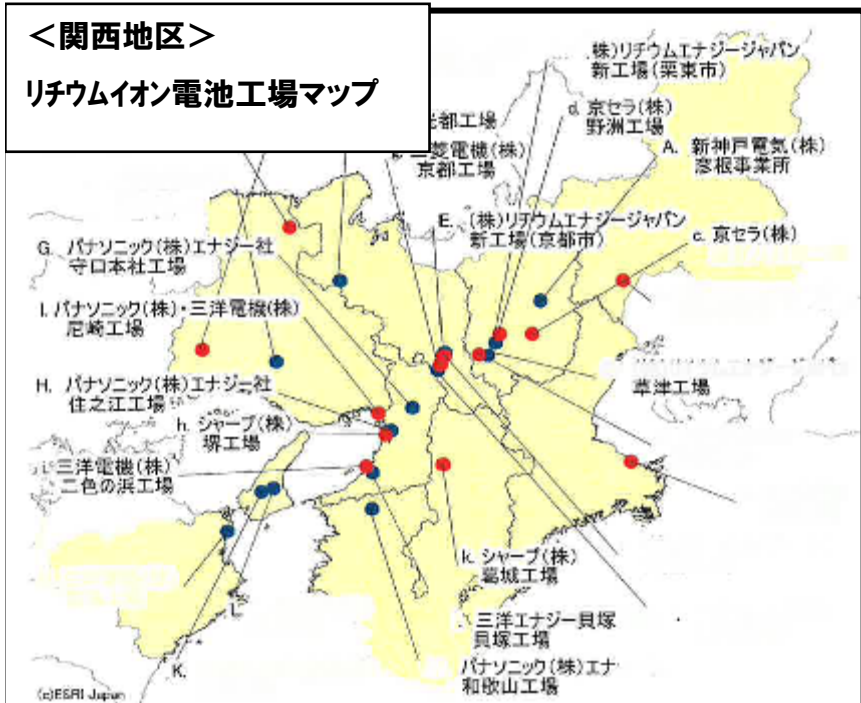 ＜関西地区＞
リチウムイオン電池工場マップ
株)リチウムエナジージャパン
新工場(栗東市)
d. 京セラ(株)
野洲工場
京都工場
三菱電機(株)
京都工場
A. 新神戸電気(株)
彦根事業所
E. (株)リチウムエナジージャパン
新工場(京都市)
c. 京セラ(株)
G. パナソニック(株)エナジー社
守口本社工場
I. パナソニック(株)・三洋電機(株)
尼崎工場
H. パナソニック(株)エナジー社
住之江工場
h. シャープ(株)
堺工場
i. 三洋電機(株)
二色の浜工場
草津工場
k. シャープ(株)
葛城工場
三洋エナジー貝塚
貝塚工場
パナソニック(株)エナ
和歌山工場
L.
K.
(c)ESRI Japan